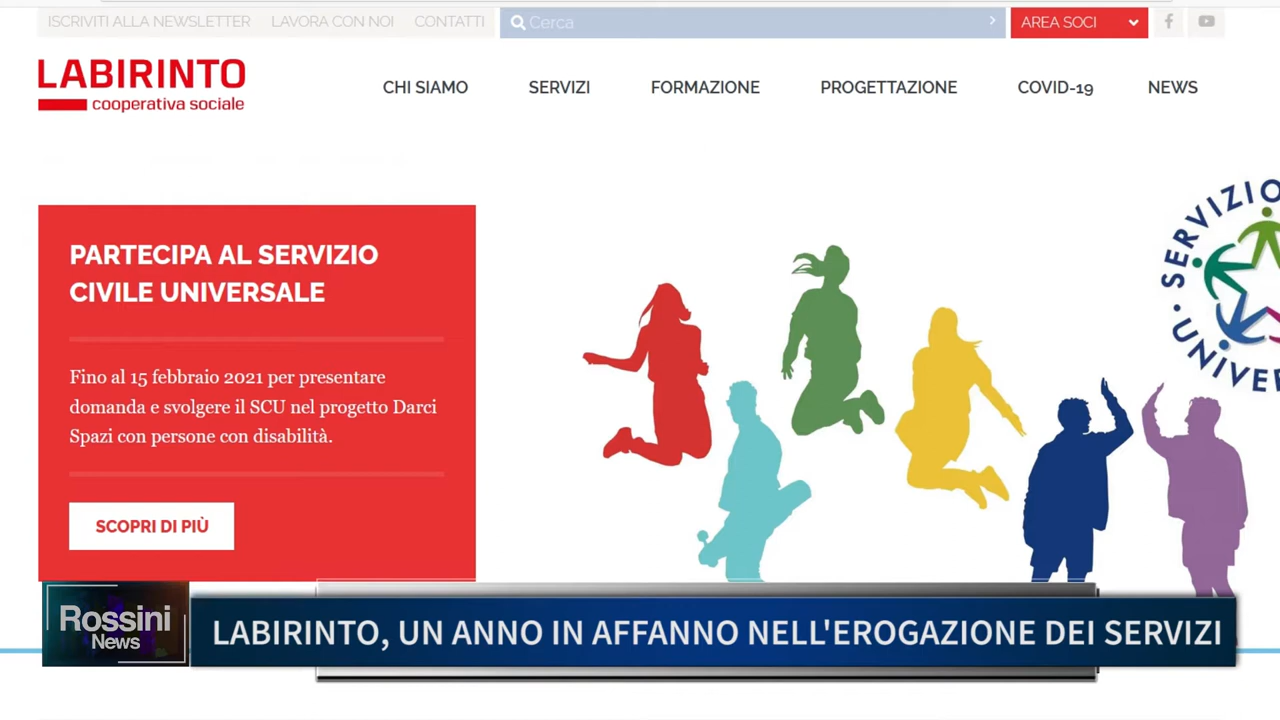 ISCRIVITI ALLA NEWSLETTER
LAVORA CON NOI
CONTATTI
Cerca
AREA SOCI
LABIRINTO
cooperativa sociale
CHI SIAMO
SERVIZI
FORMAZIONE
PROGETTAZIONE
COVID-19
NEWS
PARTECIPA AL SERVIZIO
CIVILE UNIVERSALE
Fino al 15 febbraio 2021 per presentare
domanda e svolgere il SCU nel progetto Darci
Spazi con persone con disabilità.
SCOPRI DI PIÙ
SERVIZIO
UNIVE
Rossini
News
LABIRINTO, UN ANNO IN AFFANNO NELL'EROGAZIONE DEI SERVIZI